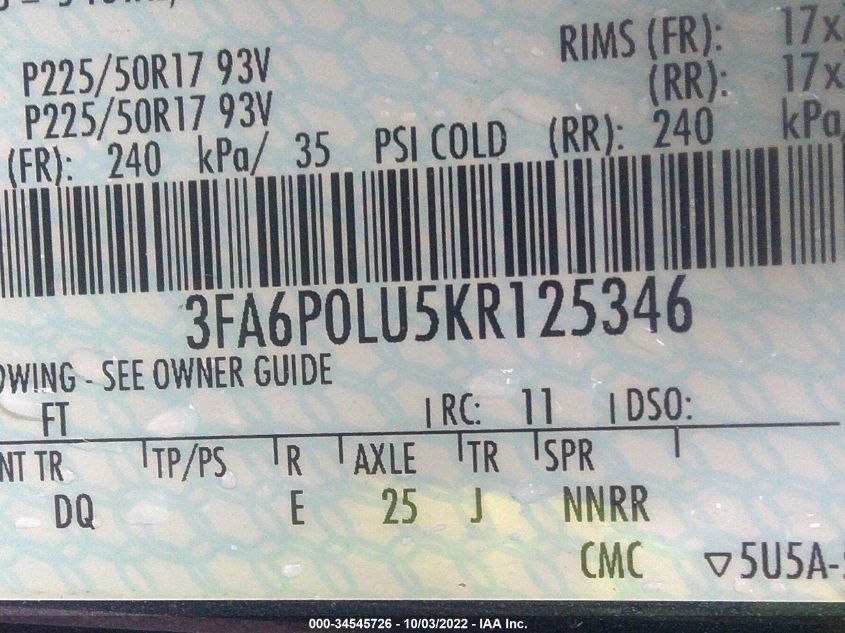 P225/50R17 93V RIMS (FR): 17x
P225/50R17 93V (RR): 17x
(FR): 240 kPa/ 35 PSI COLD (RR): 240 kPa/
3FA6P0LU5KR125346
OWING - SEE OWNER GUIDE
FT RC: 11 DSO:
NT TR TP/PS R AXLE TR SPR
DQ E 25 J NNRR
CMC ▽5U5A-
000-34545726 - 10/03/2022 - IAA Inc.